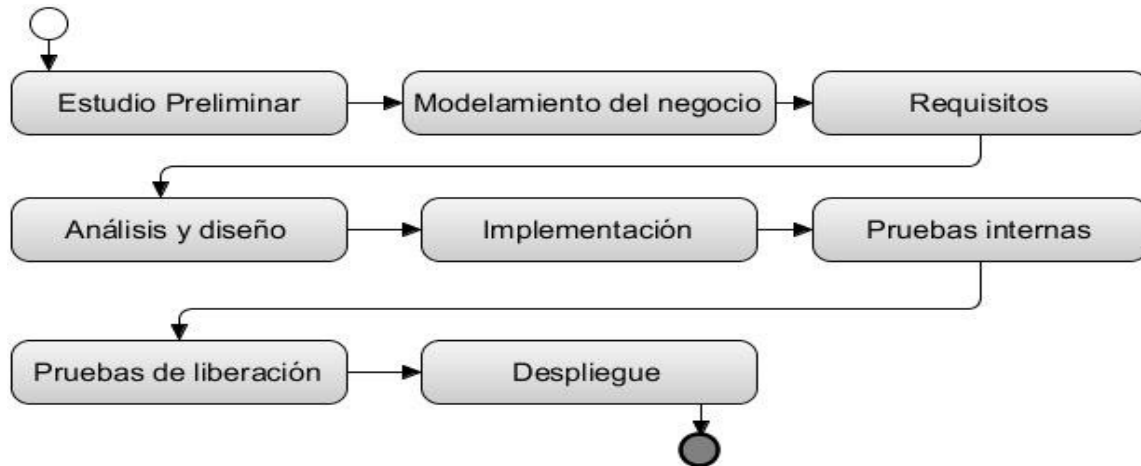 Estudio Preliminar
Modelamiento del negocio
Requisitos
Análisis y diseño
Implementación
Pruebas internas
Pruebas de liberación
Despliegue